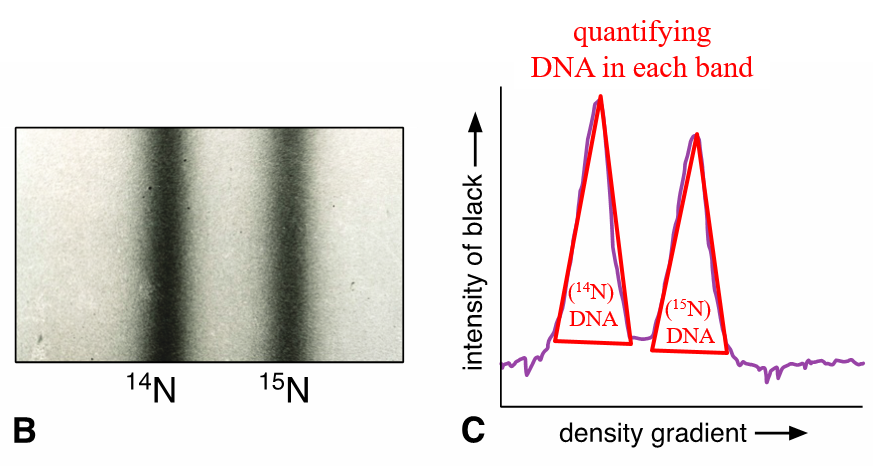 quantifying
DNA in each band
¹⁴N
¹⁵N
B
intensity of black
(¹⁴N)
DNA
(¹⁵N)
DNA
C
density gradient